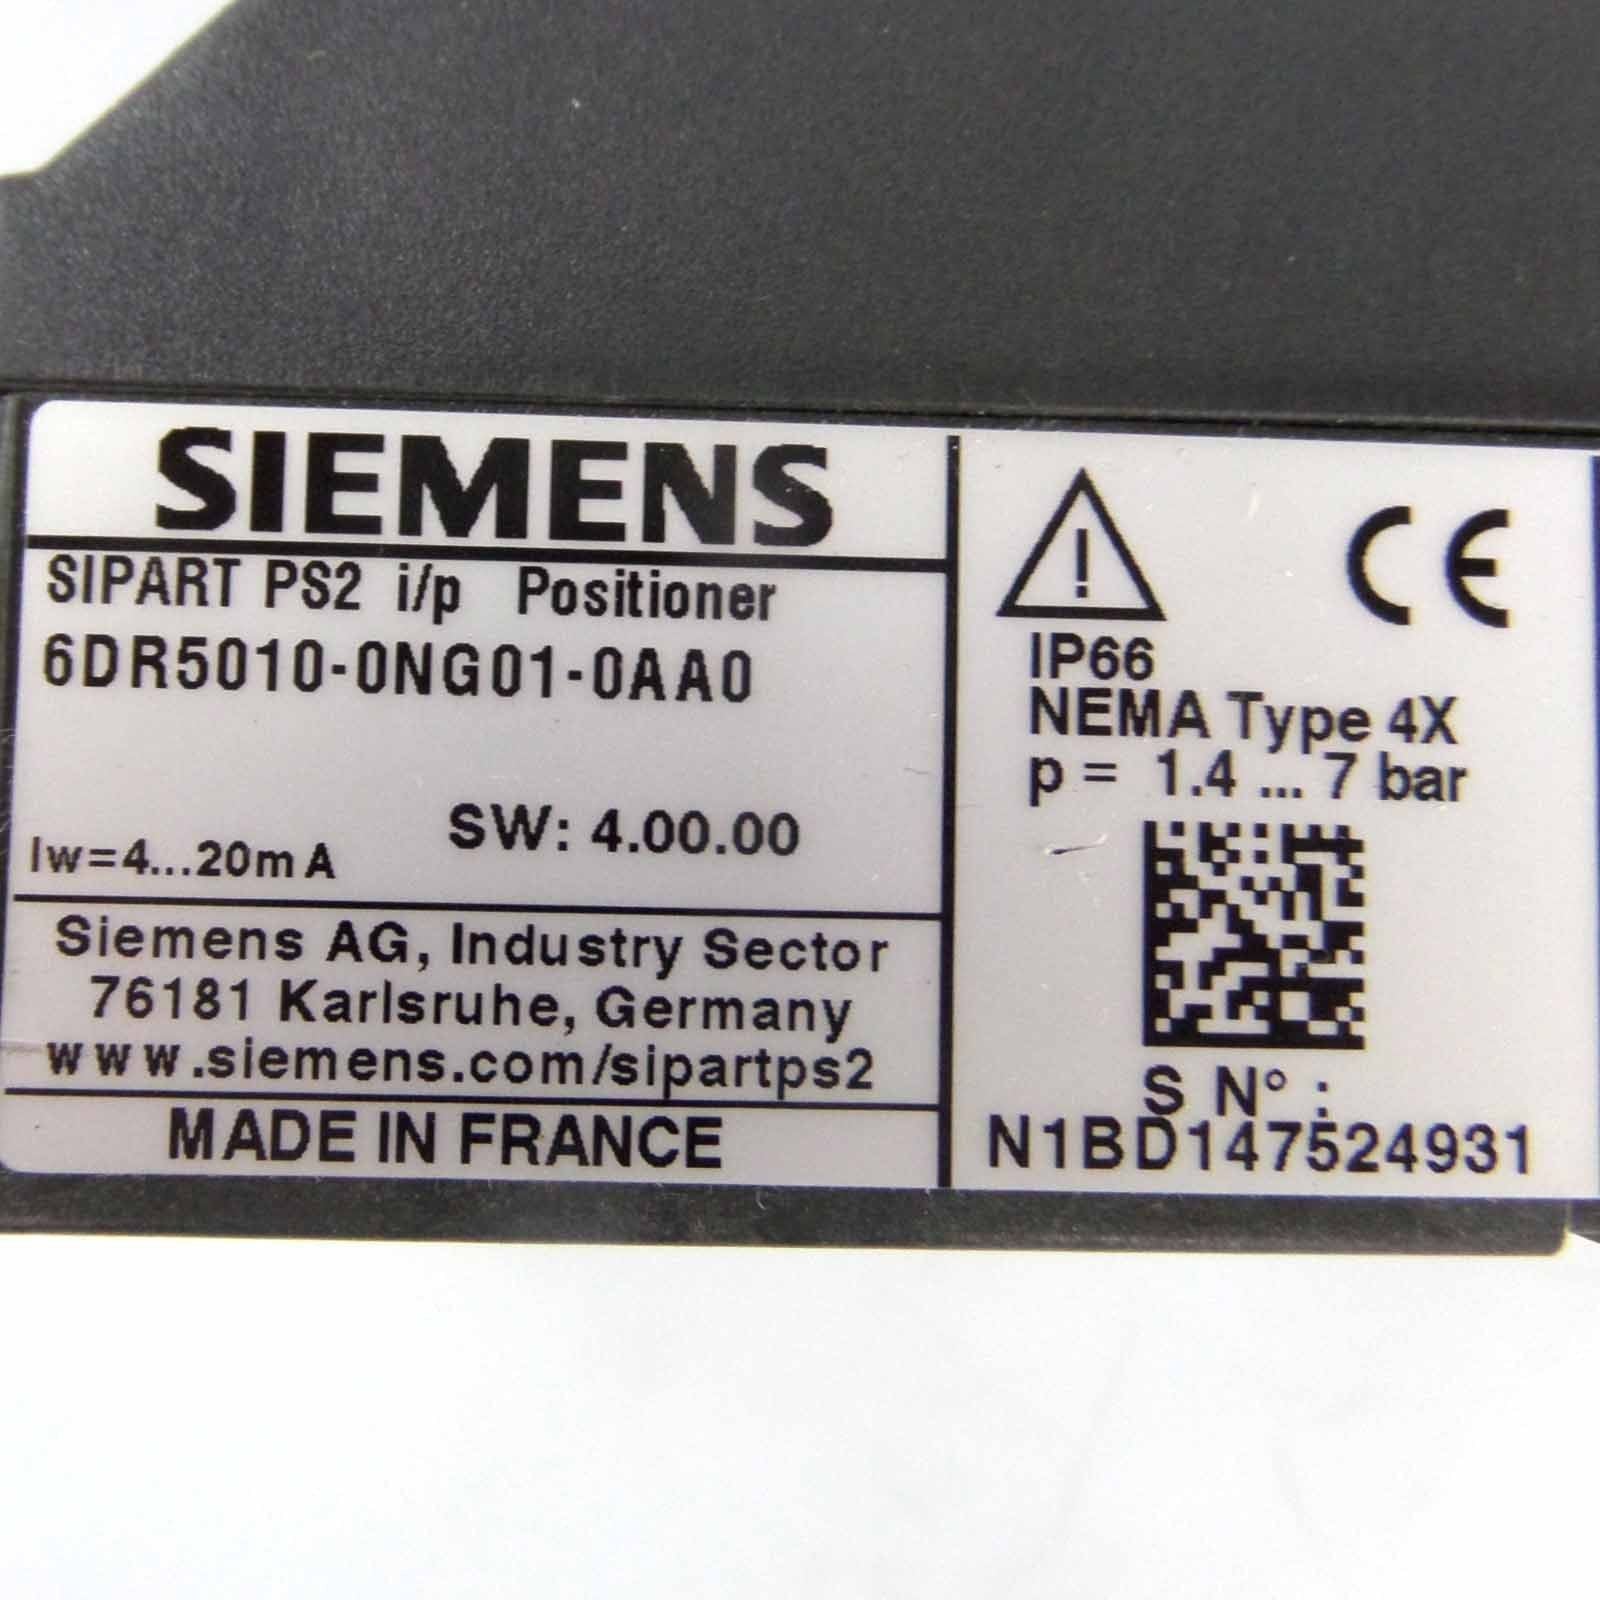 SIEMENS
SIPART PS2 i/p Positioner
6DR5010-0NG01-0AA0
SW: 4.00.00
Iw=4...20mA
Siemens AG, Industry Sector
76181 Karlsruhe, Germany
www.siemens.com/sipartps2
MADE IN FRANCE
CE
IP66
NEMA Type 4X
p = 1.4 ... 7 bar
S N° :
N1BD147524931